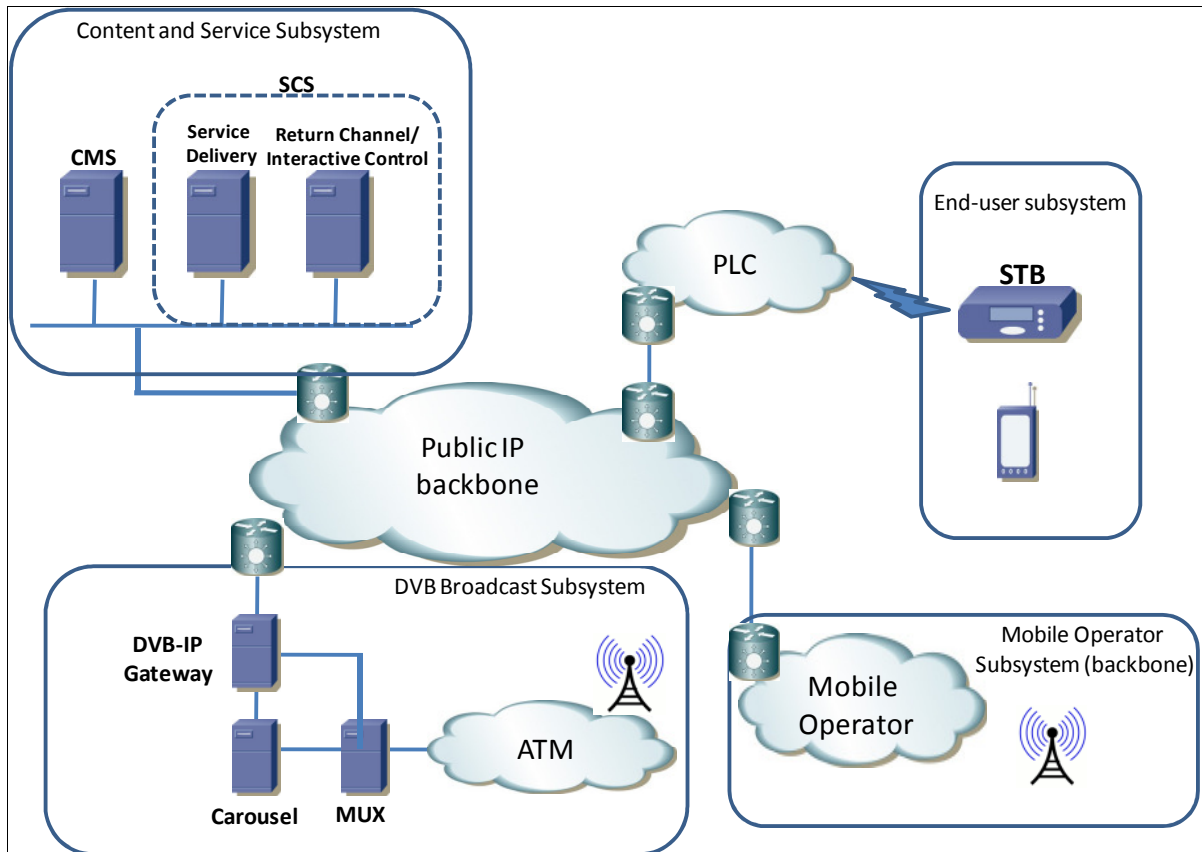 Content and Service Subsystem
SCS
CMS
Service
Delivery
Return Channel/
Interactive Control
End-user subsystem
STB
PLC
Public IP
backbone
DVB Broadcast Subsystem
DVB-IP
Gateway
Carousel
MUX
ATM
Mobile Operator
Subsystem (backbone)
Mobile
Operator